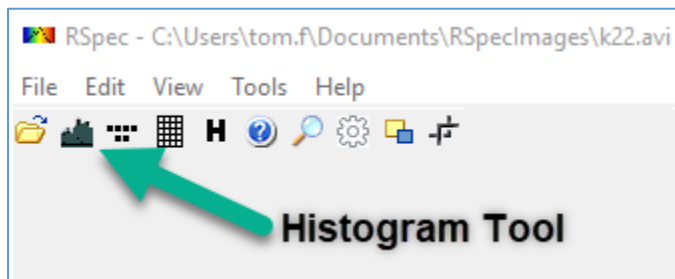 RSpec - C:\Users\tom.f\Documents\RSpecImages\k22.avi
File Edit View Tools Help
H ?
Histogram Tool